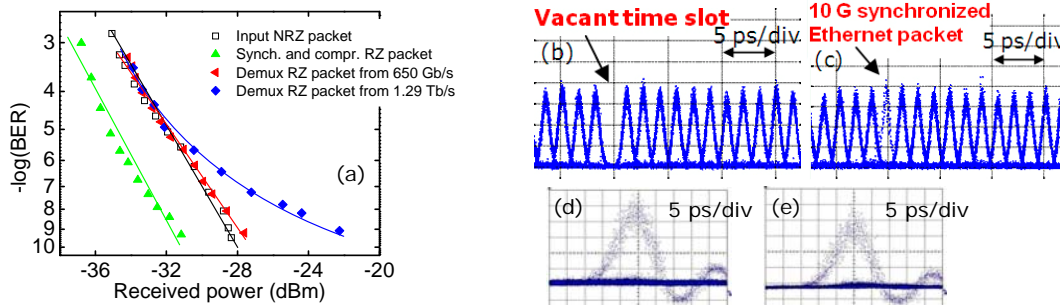 3
4
5
6
7
8
9
10
-log(BER)
-36
-32
-28
-24
-20
Received power (dBm)
Input NRZ packet
Synch. and compr. RZ packet
Demux RZ packet from 650 Gb/s
Demux RZ packet from 1.29 Tb/s
(a)
Vacant time slot
5 ps/div
(b)
10 G synchronized
Ethernet packet
5 ps/div
(c)
(d)
5 ps/div
(e)
5 ps/div